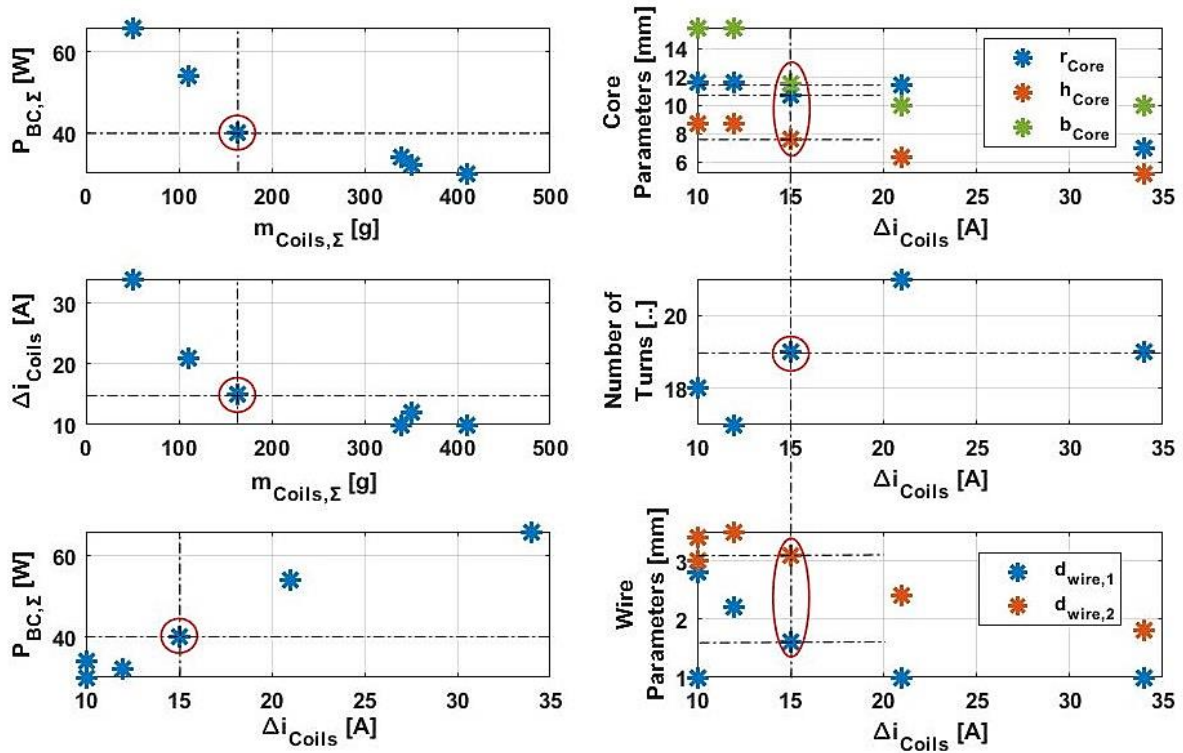 P_BC,Σ [W]
60
40
0 100 200 300 400 500
m_Coils,Σ [g]
Δi_Coils [A]
30
20
10
0 100 200 300 400 500
m_Coils,Σ [g]
P_BC,Σ [W]
60
40
10 15 20 25 30 35
Δi_Coils [A]
Core
Parameters [mm]
14
12
10
8
6
r_Core
h_Core
b_Core
10 15 20 25 30 35
Δi_Coils [A]
Number of
Turns [..]
20
18
10 15 20 25 30 35
Δi_Coils [A]
Wire
Parameters [mm]
3
2
1
d_wire,1
d_wire,2
10 15 20 25 30 35
Δi_Coils [A]